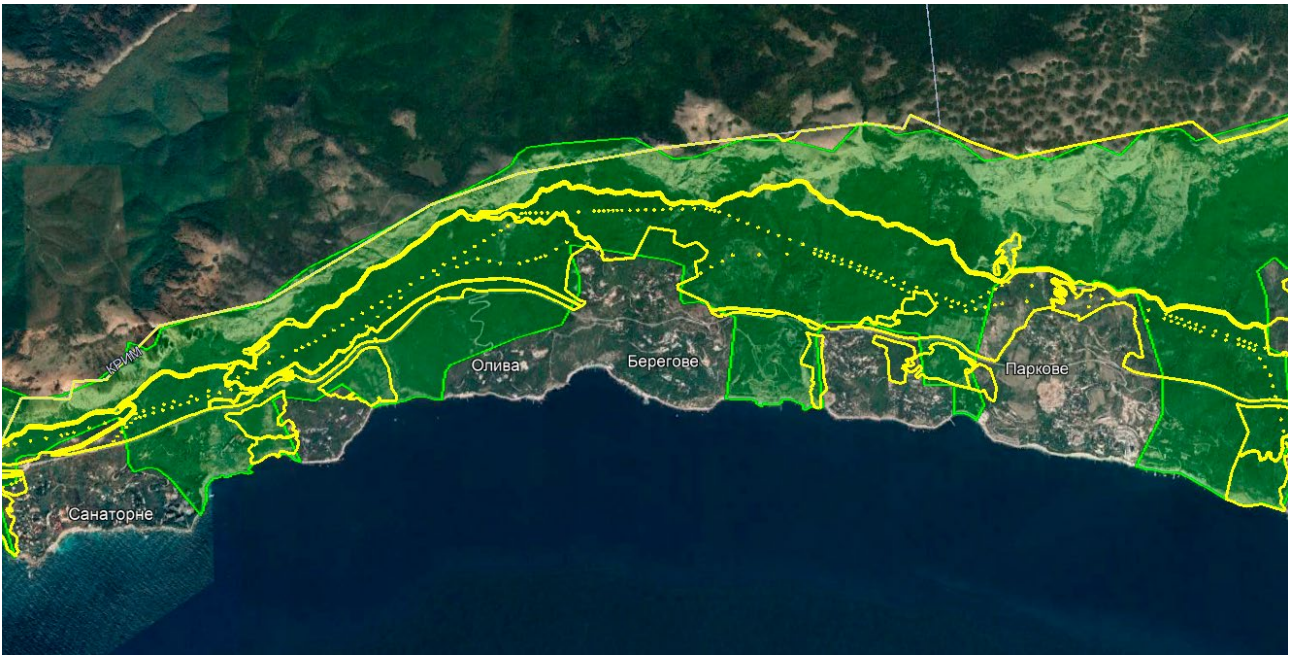 КРИМ
Олива
Берегове
Паркове
Санаторне